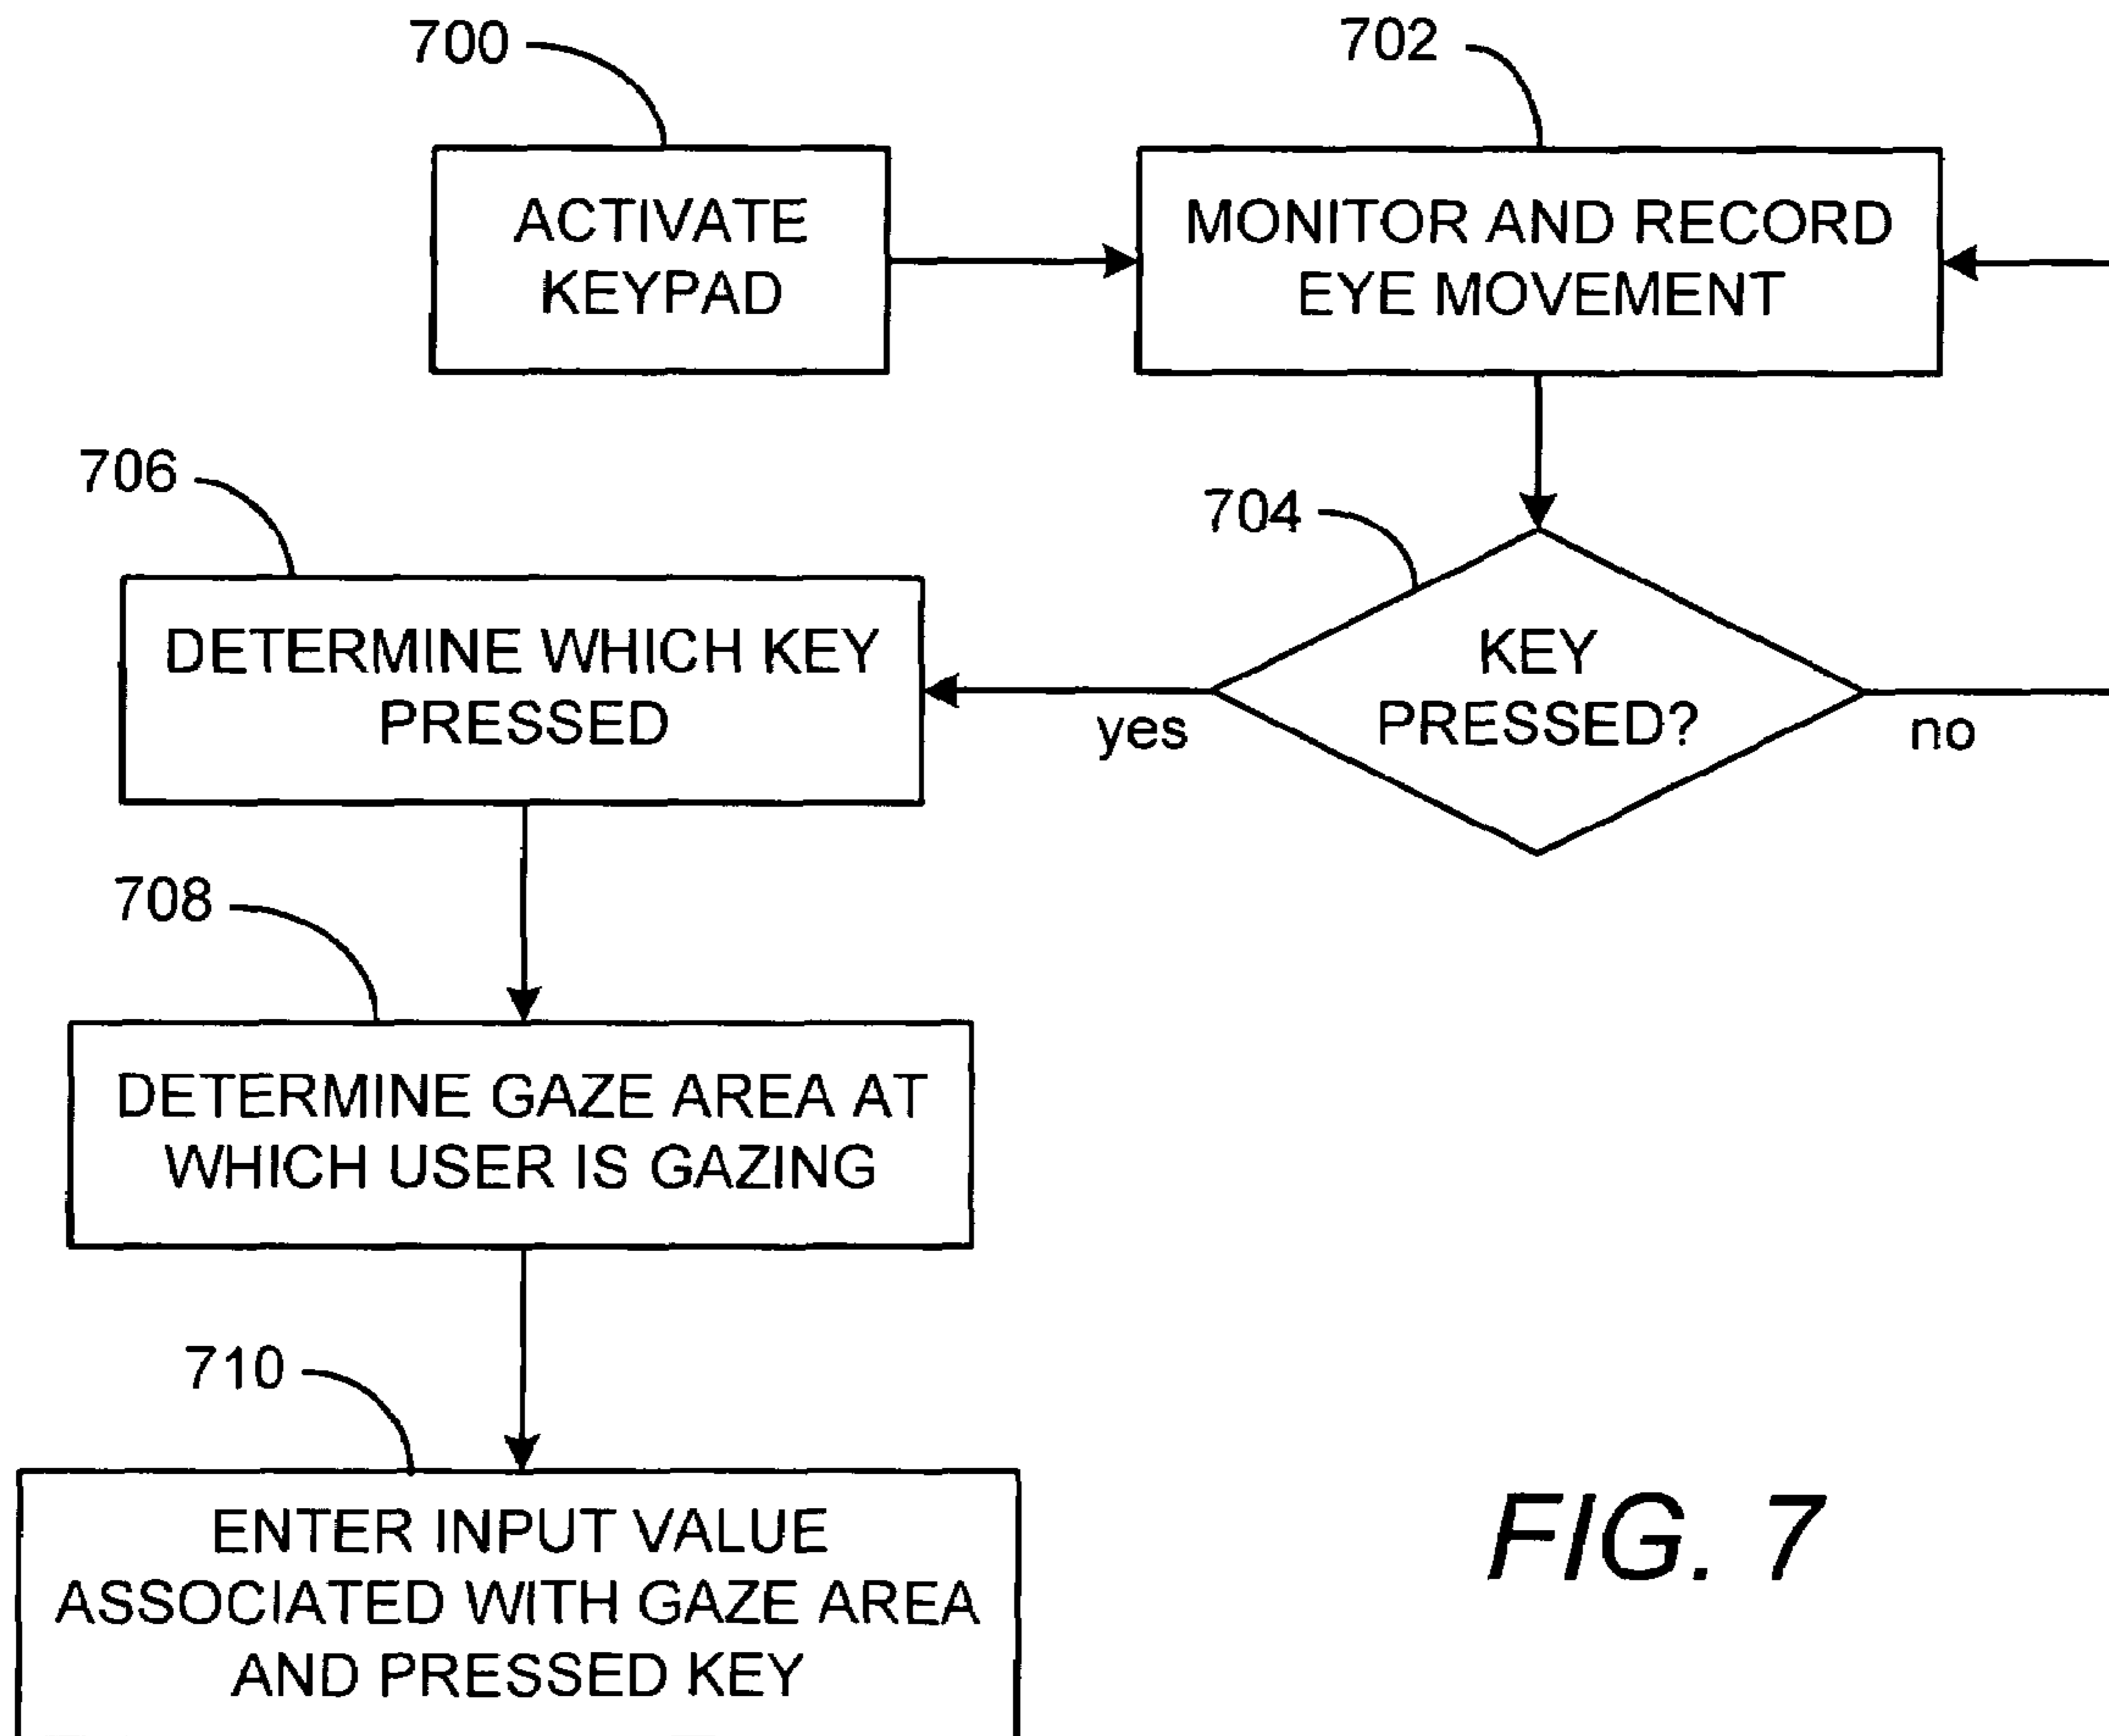 700
702
ACTIVATE
KEYPAD
MONITOR AND RECORD
EYE MOVEMENT
706
704
DETERMINE WHICH KEY
PRESSED
KEY
PRESSED?
yes
no
708
DETERMINE GAZE AREA AT
WHICH USER IS GAZING
710
ENTER INPUT VALUE
ASSOCIATED WITH GAZE AREA
AND PRESSED KEY
FIG. 7